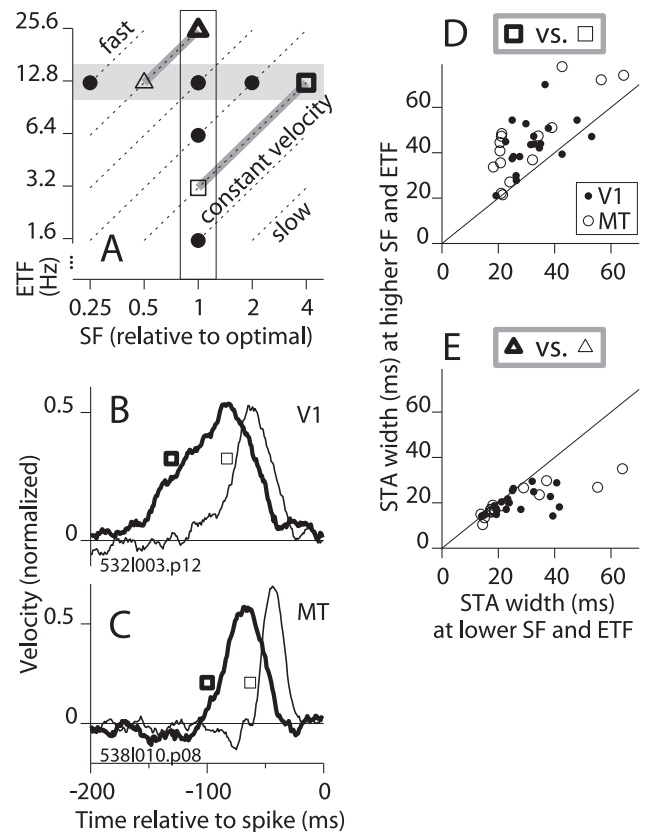 25.6
12.8
6.4
3.2
1.6
ETF
(Hz)
fast
constant velocity
slow
A
0.25 0.5 1 2 4
SF (relative to optimal)
B
V1
0.5
0
532l003.p12
C
MT
0.5
0
538l010.p08
Velocity (normalized)
-200 -100 0
Time relative to spike (ms)
D
vs.
60
40
20
0
V1
MT
0 20 40 60
E
vs.
60
40
20
0
0 20 40 60
STA width (ms) at higher SF and ETF
STA width (ms)
at lower SF and ETF